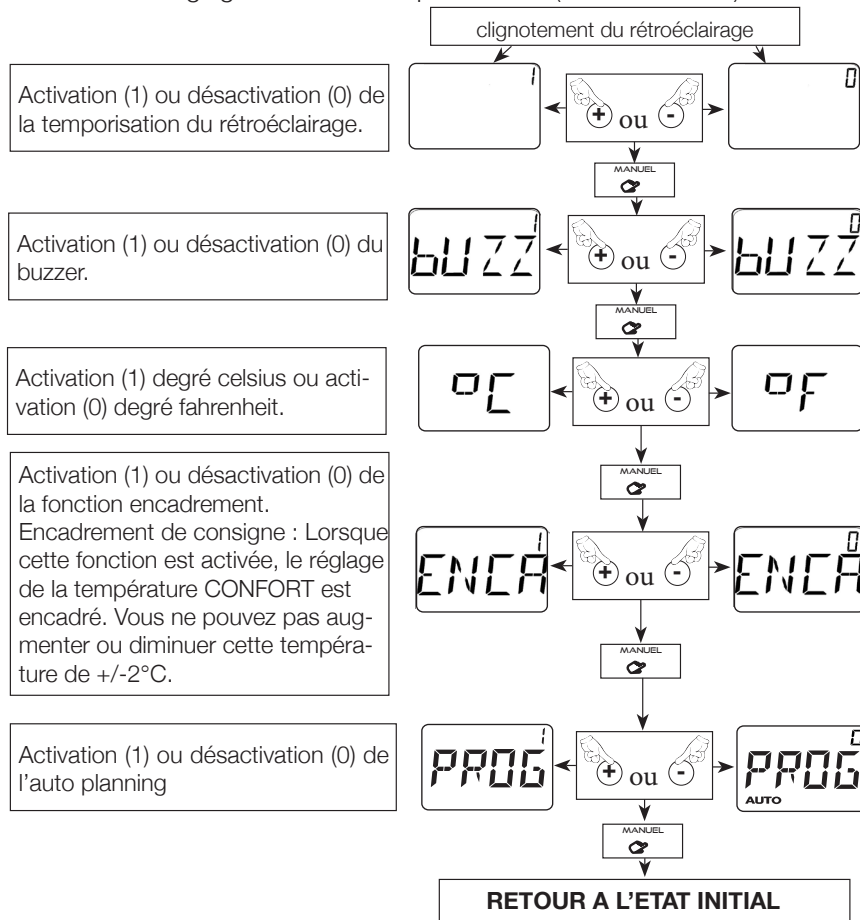 clignotement du rétroéclairage
Activation (1) ou désactivation (0) de
la temporisation du rétroéclairage.
1
+ ou -
0
MANUEL
Activation (1) ou désactivation (0) du
buzzer.
1
bUZZ
+ ou -
0
bUZZ
MANUEL
Activation (1) degré celsius ou acti-
vation (0) degré fahrenheit.
°C
+ ou -
°F
MANUEL
Activation (1) ou désactivation (0) de
la fonction encadrement.
Encadrement de consigne : Lorsque
cette fonction est activée, le réglage
de la température CONFORT est
encadré. Vous ne pouvez pas aug-
menter ou diminuer cette tempéra-
ture de +/-2°C.
1
ENCA
+ ou -
0
ENCA
MANUEL
Activation (1) ou désactivation (0) de
l'auto planning
1
PROG
+ ou -
0
PROG
AUTO
MANUEL
RETOUR A L'ETAT INITIAL